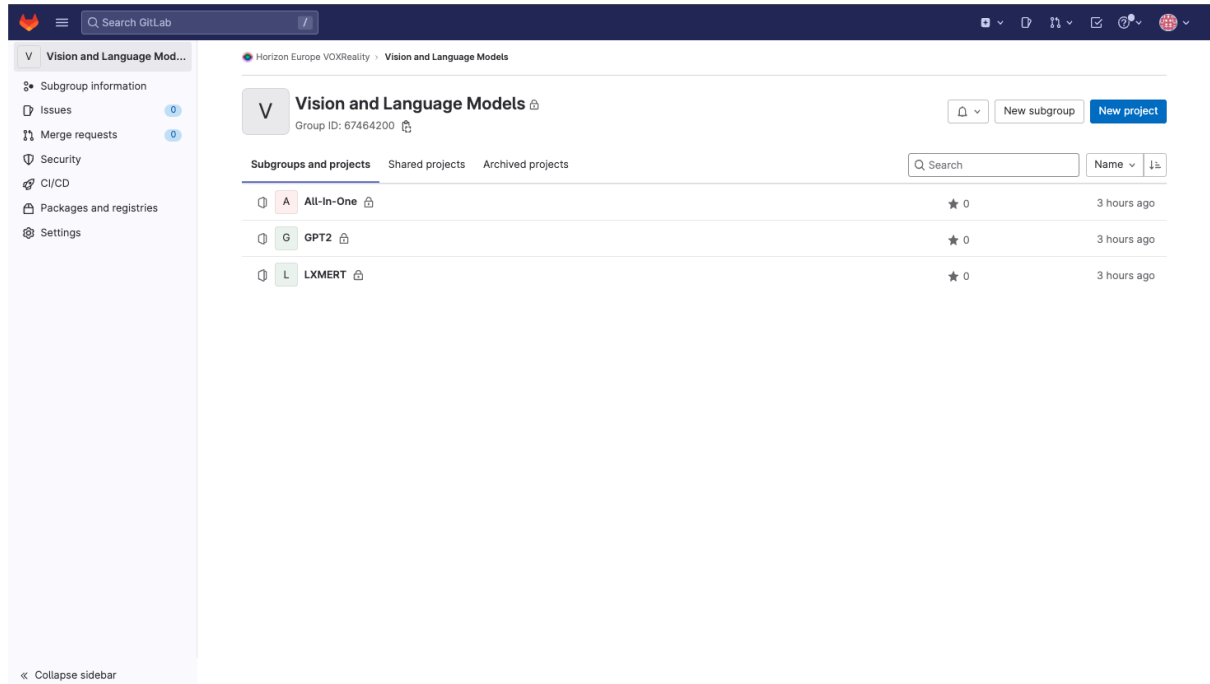 Search GitLab /
V Vision and Language Mod...
Subgroup information
Issues 0
Merge requests 0
Security
CI/CD
Packages and registries
Settings
Collapse sidebar
Horizon Europe VOXReality › Vision and Language Models
V
Vision and Language Models
Group ID: 67464200
New subgroup
New project
Subgroups and projects Shared projects Archived projects
Search
Name
A All-In-One 0 3 hours ago
G GPT2 0 3 hours ago
L LXMERT 0 3 hours ago